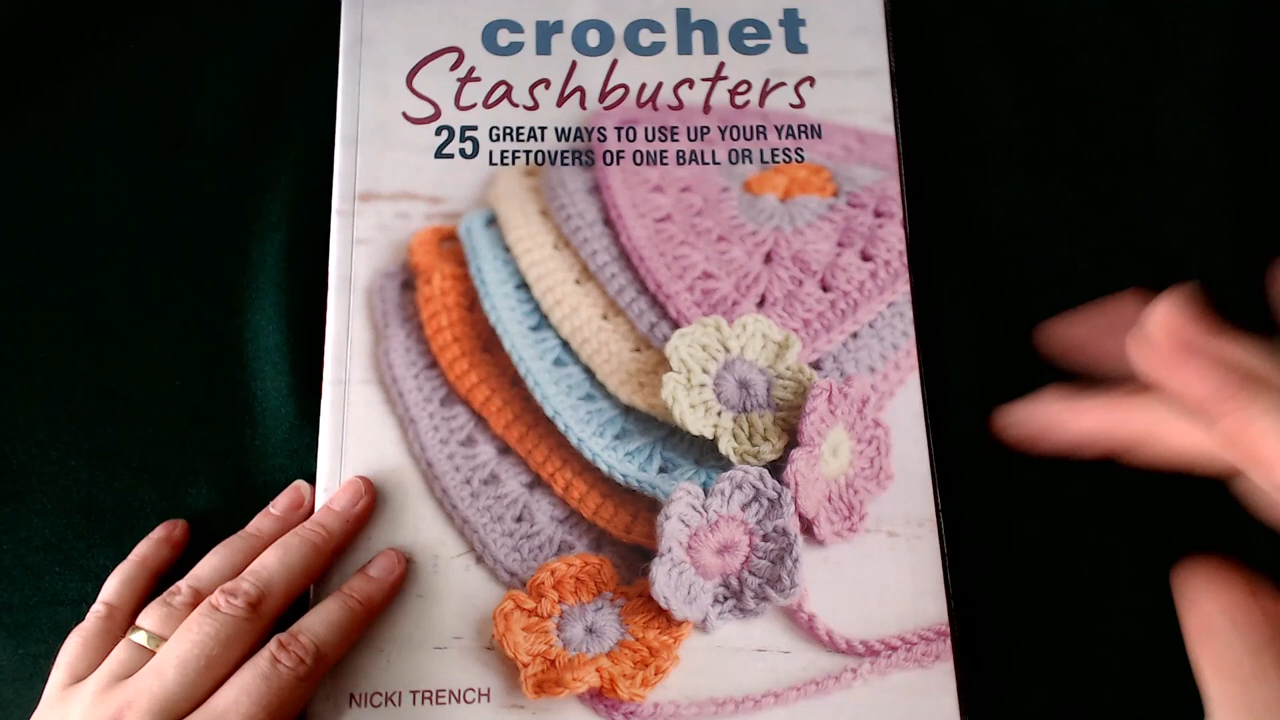 crochet
Stashbusters
25 GREAT WAYS TO USE UP YOUR YARN
LEFTOVERS OF ONE BALL OR LESS
NICKI TRENCH